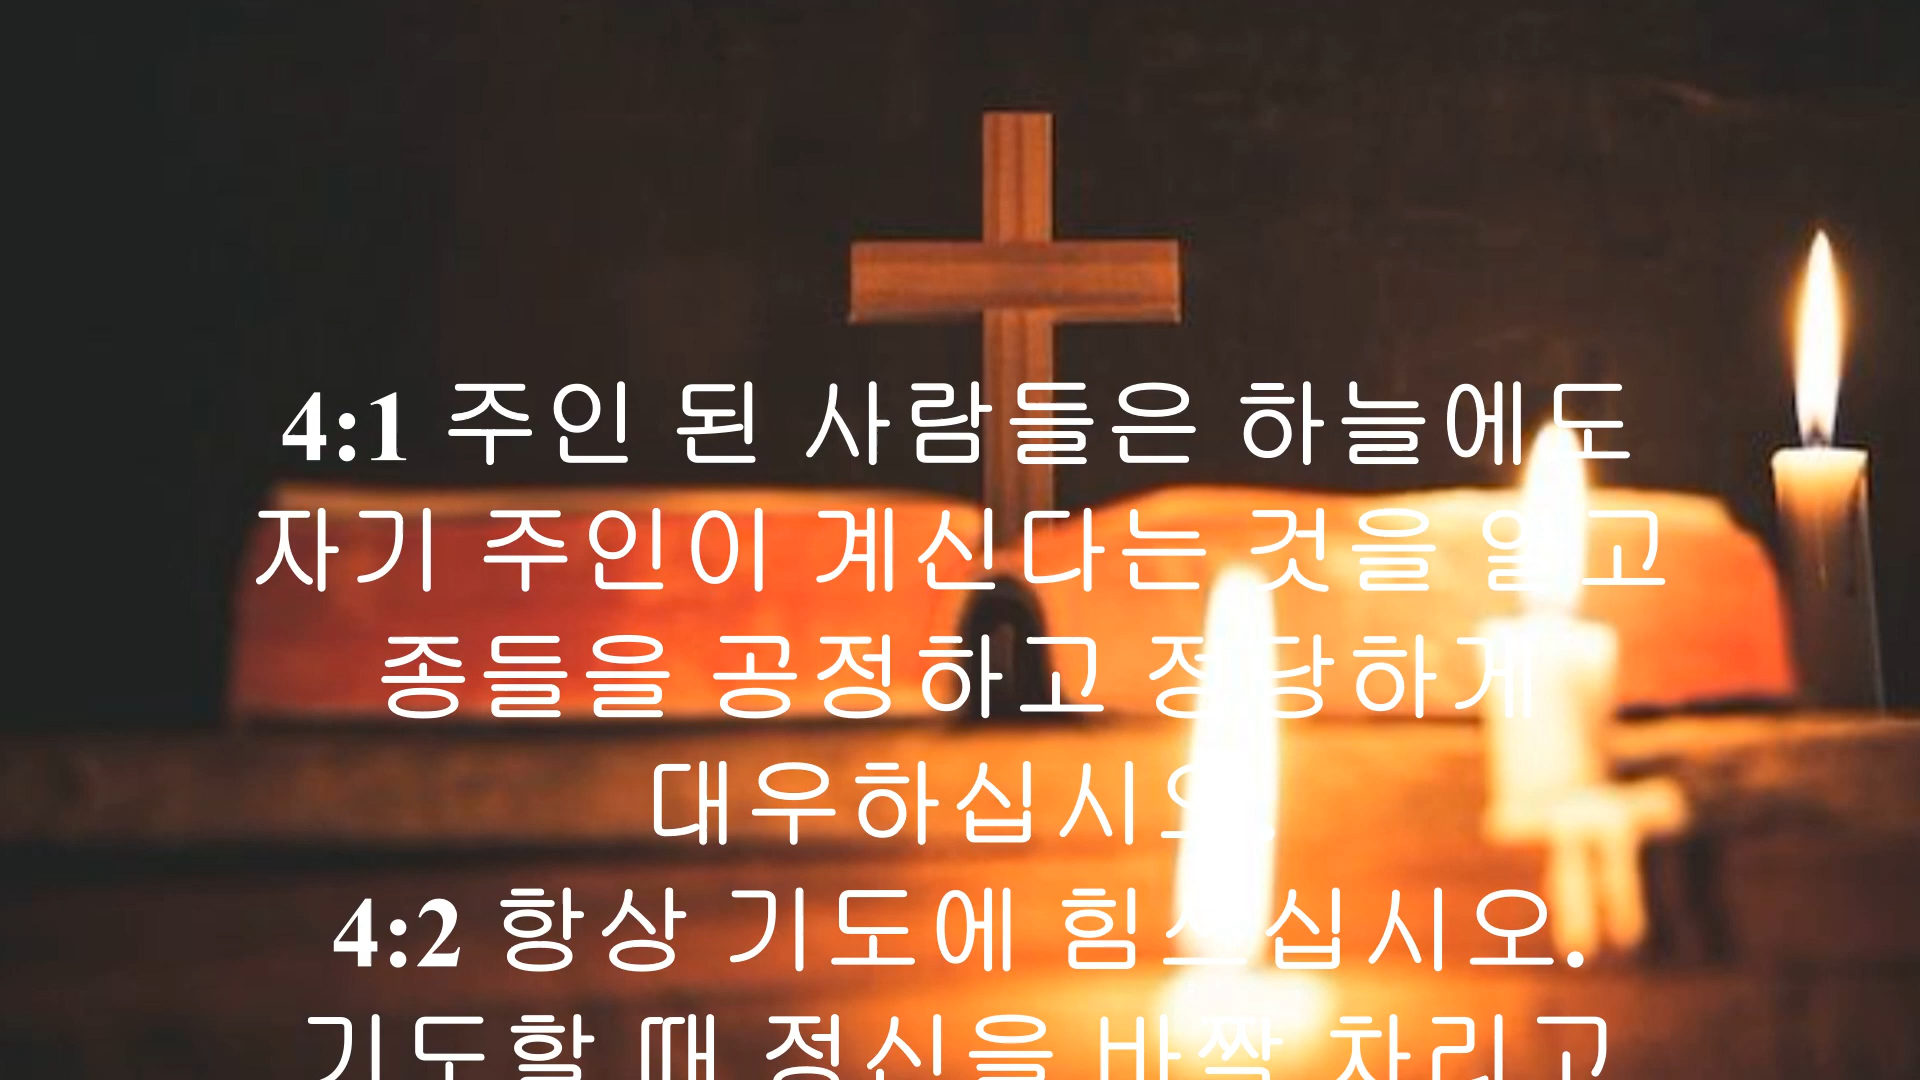 4:1 주인 된 사람들은 하늘에도
자기 주인이 계신다는 것을 알고
종들을 공정하고 정당하게
대우하십시오.
4:2 항상 기도에 힘쓰십시오.
기도할 때 정신을 바짝 차리고